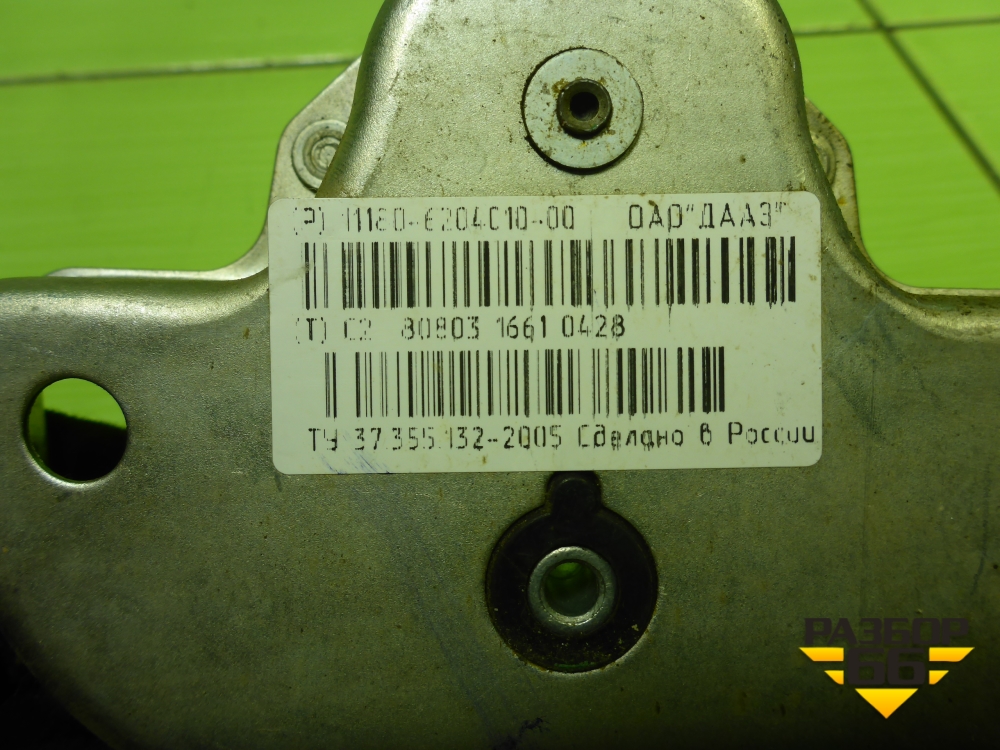 (P) 11180-6204010-00 ОАО"ДААЗ"
(T) C2 80803 1661 0428
ТУ 37.355.132-2005 Сделано в России
РАЗБОР
66